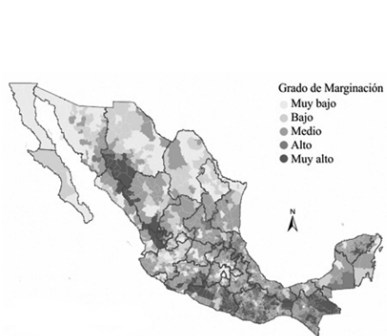 Grado de Marginación
Muy bajo
Bajo
Medio
Alto
Muy alto
N